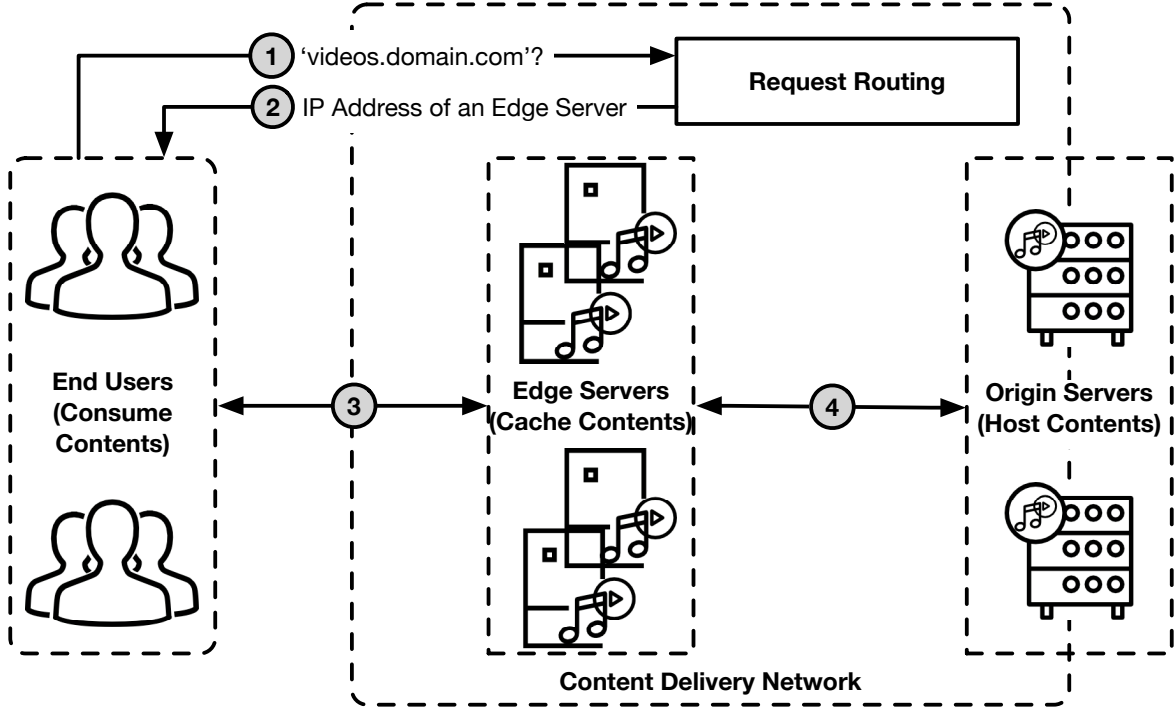 1 'videos.domain.com'?
Request Routing
2 IP Address of an Edge Server
End Users
(Consume
Contents)
3
Edge Servers
(Cache Contents)
4
Origin Servers
(Host Contents)
Content Delivery Network